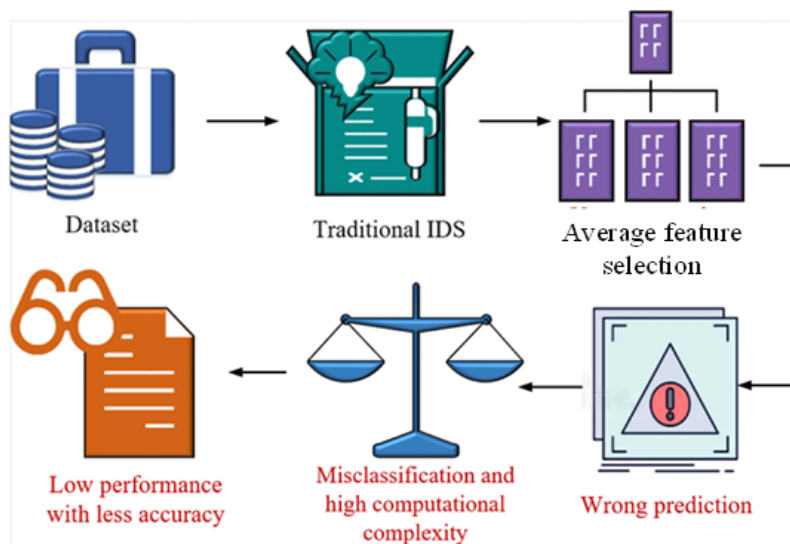 Dataset
Traditional IDS
Average feature
selection
Low performance
with less accuracy
Misclassification and
high computational
complexity
Wrong prediction